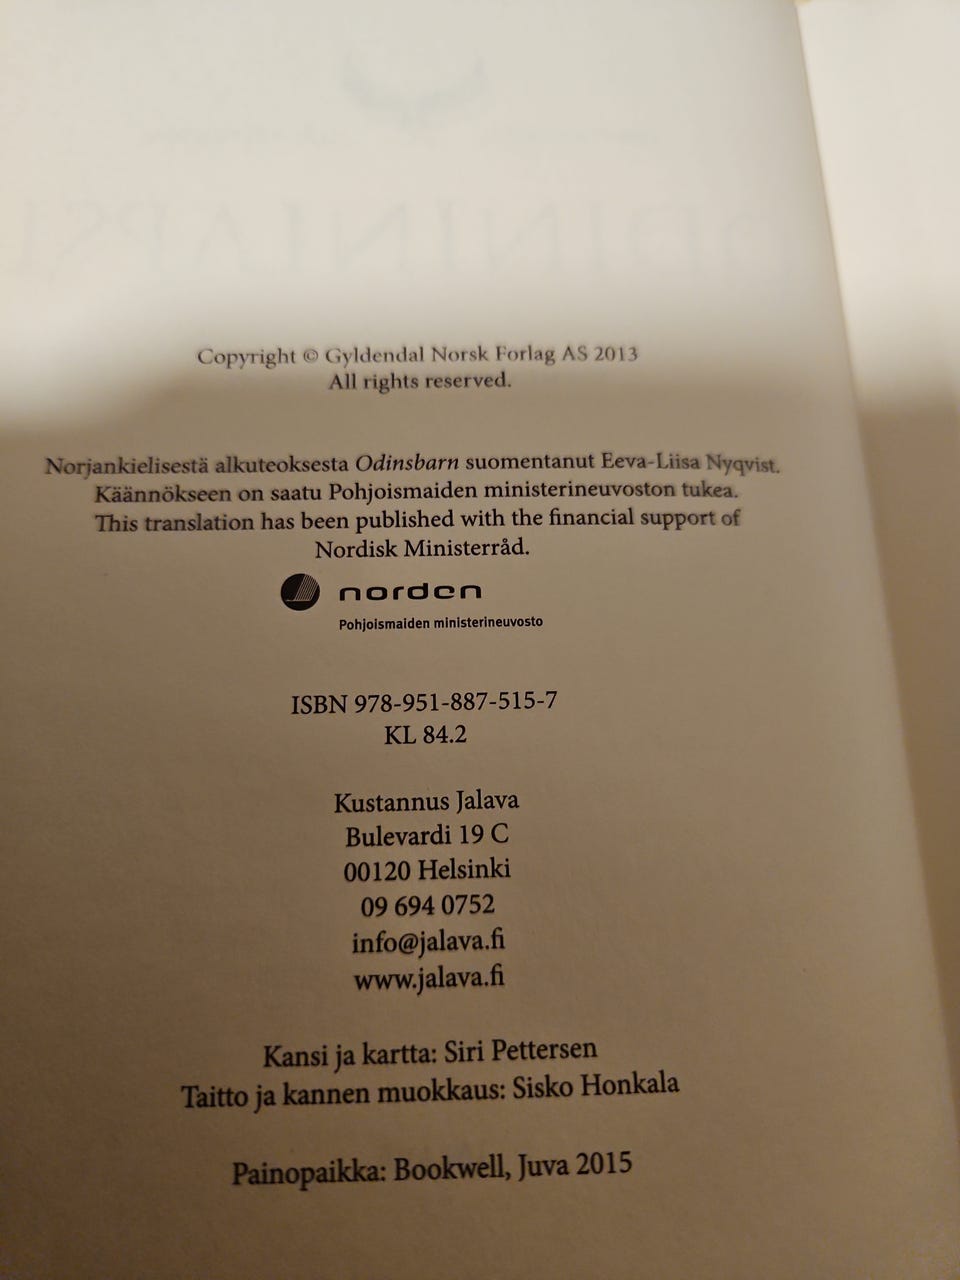 Copyright © Gyldendal Norsk Forlag AS 2013
All rights reserved.
Norjankielisestä alkuteoksesta Odinsbarn suomentanut Eeva-Liisa Nyqvist.
Käännökseen on saatu Pohjoismaiden ministerineuvoston tukea.
This translation has been published with the financial support of
Nordisk Ministerråd.
norden
Pohjoismaiden ministerineuvosto
ISBN 978-951-887-515-7
KL 84.2
Kustannus Jalava
Bulevardi 19 C
00120 Helsinki
09 694 0752
info@jalava.fi
www.jalava.fi
Kansi ja kartta: Siri Pettersen
Taitto ja kannen muokkaus: Sisko Honkala
Painopaikka: Bookwell, Juva 2015